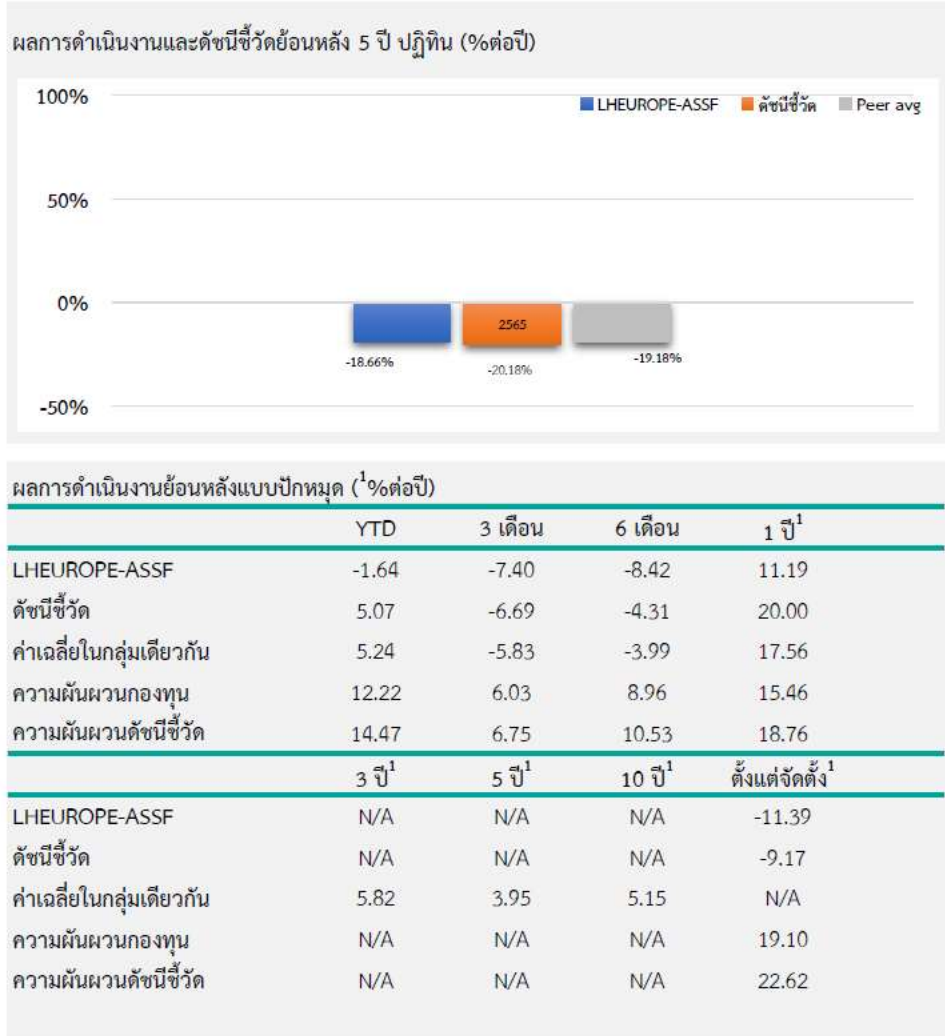 ผลการดำเนินงานและดัชนีชี้วัดย้อนหลัง 5 ปี ปฏิทิน (%ต่อปี)
100%
LHEUROPE-ASSF ดัชนีชี้วัด Peer avg
50%
0%
2565
-18.66% -20.18% -19.18%
-50%
ผลการดำเนินงานย้อนหลังแบบปักหมุด (¹%ต่อปี)
YTD 3 เดือน 6 เดือน 1 ปี¹
LHEUROPE-ASSF -1.64 -7.40 -8.42 11.19
ดัชนีชี้วัด 5.07 -6.69 -4.31 20.00
ค่าเฉลี่ยในกลุ่มเดียวกัน 5.24 -5.83 -3.99 17.56
ความผันผวนกองทุน 12.22 6.03 8.96 15.46
ความผันผวนดัชนีชี้วัด 14.47 6.75 10.53 18.76
3 ปี¹ 5 ปี¹ 10 ปี¹ ตั้งแต่จัดตั้ง¹
LHEUROPE-ASSF N/A N/A N/A -11.39
ดัชนีชี้วัด N/A N/A N/A -9.17
ค่าเฉลี่ยในกลุ่มเดียวกัน 5.82 3.95 5.15 N/A
ความผันผวนกองทุน N/A N/A N/A 19.10
ความผันผวนดัชนีชี้วัด N/A N/A N/A 22.62